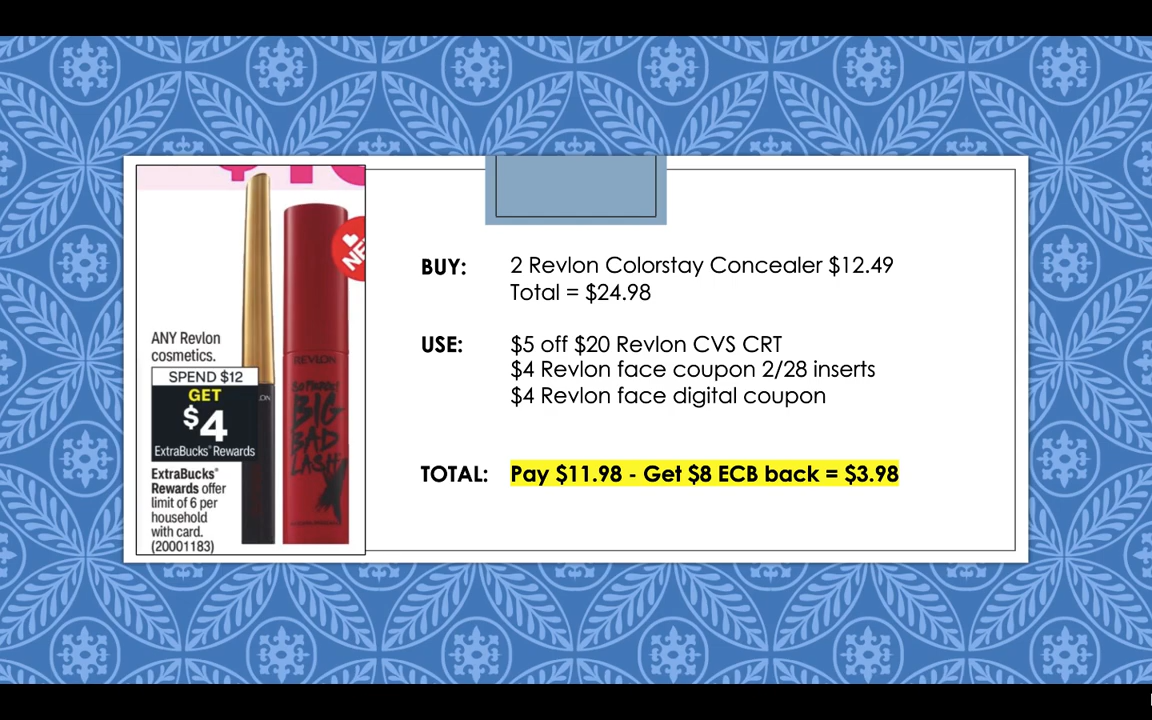 ANY Revlon
cosmetics.
SPEND $12
GET
$4
ExtraBucks® Rewards
ExtraBucks®
Rewards offer
limit of 6 per
household
with card.
(20001183)
REVLON
BIG
BAD
LASH
BUY: 2 Revlon Colorstay Concealer $12.49
Total = $24.98
USE: $5 off $20 Revlon CVS CRT
$4 Revlon face coupon 2/28 inserts
$4 Revlon face digital coupon
TOTAL: Pay $11.98 - Get $8 ECB back = $3.98